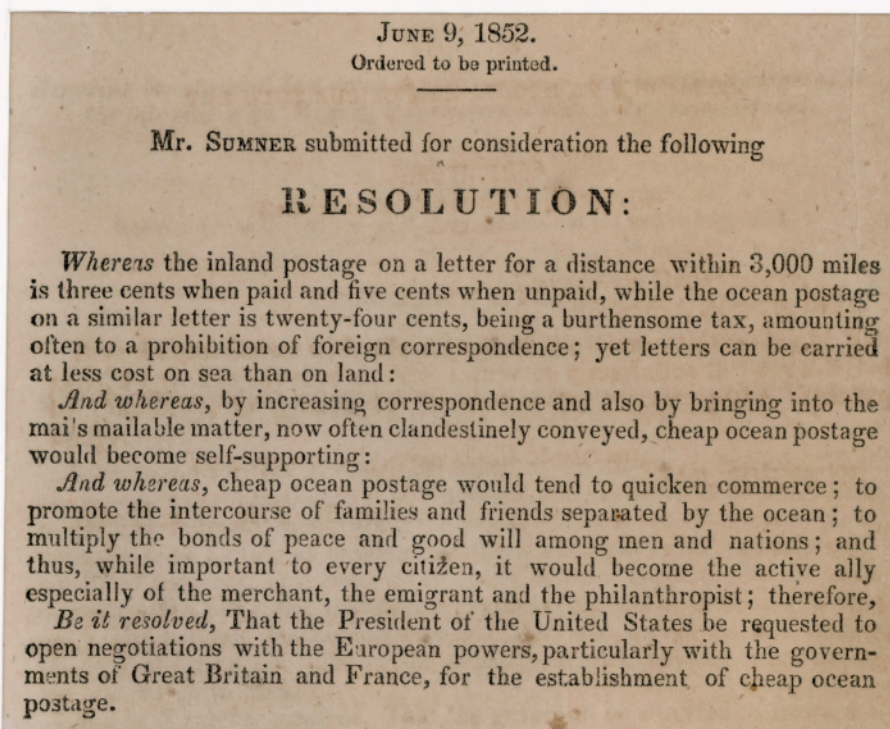 JUNE 9, 1852.
Ordered to be printed.
Mr. SUMNER submitted for consideration the following
RESOLUTION:
Whereas the inland postage on a letter for a distance within 3,000 miles
is three cents when paid and five cents when unpaid, while the ocean postage
on a similar letter is twenty-four cents, being a burthensome tax, amounting
often to a prohibition of foreign correspondence; yet letters can be carried
at less cost on sea than on land:
And whereas, by increasing correspondence and also by bringing into the
mai's mailable matter, now often clandestinely conveyed, cheap ocean postage
would become self-supporting:
And whereas, cheap ocean postage would tend to quicken commerce; to
promote the intercourse of families and friends separated by the ocean; to
multiply the bonds of peace and good will among men and nations; and
thus, while important to every citizen, it would become the active ally
especially of the merchant, the emigrant and the philanthropist; therefore,
Be it resolved, That the President of the United States be requested to
open negotiations with the European powers, particularly with the govern-
ments of Great Britain and France, for the establishment of cheap ocean
postage.